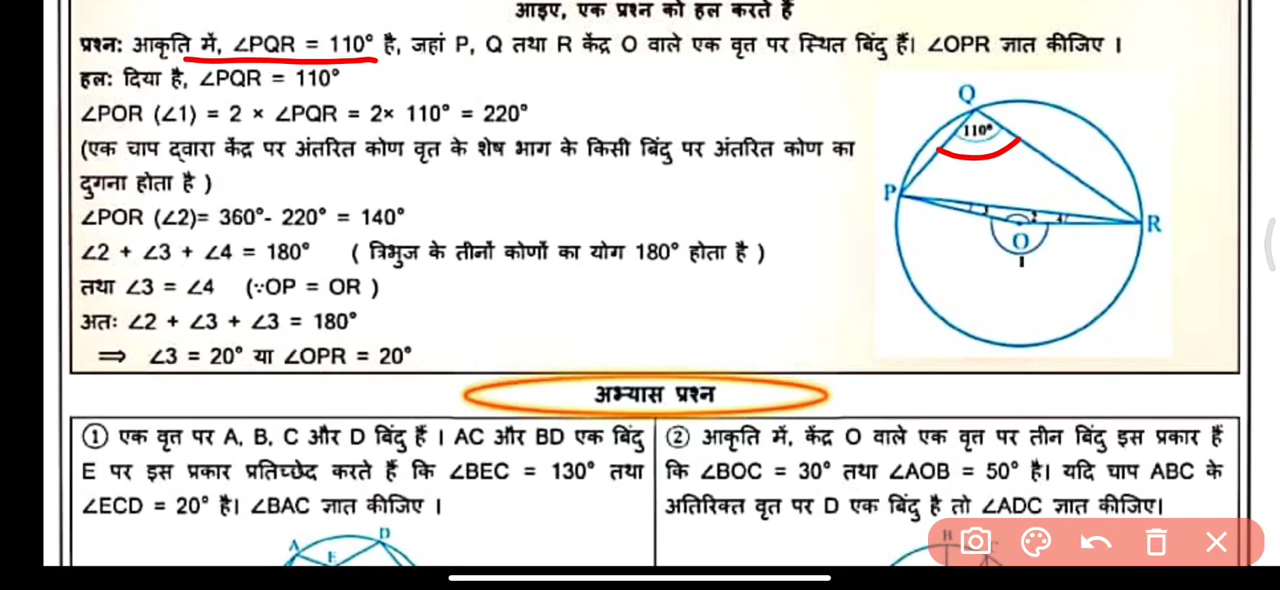 आइए, एक प्रश्न को हल करते हैं
प्रश्न: आकृति में, ∠PQR = 110° है, जहां P, Q तथा R केंद्र O वाले एक वृत पर स्थित बिंदु हैं। ∠OPR ज्ञात कीजिए ।
हल: दिया है, ∠PQR = 110°
∠POR (∠1) = 2 × ∠PQR = 2× 110° = 220°
(एक चाप द्वारा केंद्र पर अंतरित कोण वृत के शेष भाग के किसी बिंदु पर अंतरित कोण का
दुगना होता है )
∠POR (∠2)= 360°- 220° = 140°
∠2 + ∠3 + ∠4 = 180° ( त्रिभुज के तीनों कोणों का योग 180° होता है )
तथा ∠3 = ∠4 (∵OP = OR )
अतः ∠2 + ∠3 + ∠3 = 180°
⟹ ∠3 = 20° या ∠OPR = 20°
Q
110°
P
R
2
O
1
अभ्यास प्रश्न
① एक वृत पर A, B, C और D बिंदु हैं । AC और BD एक बिंदु
E पर इस प्रकार प्रतिच्छेद करते हैं कि ∠BEC = 130° तथा
∠ECD = 20° है। ∠BAC ज्ञात कीजिए ।
A D
E
② आकृति में, केंद्र O वाले एक वृत्त पर तीन बिंदु इस प्रकार हैं
कि ∠BOC = 30° तथा ∠AOB = 50° है। यदि चाप ABC के
अतिरिक्त वृत पर D एक बिंदु है तो ∠ADC ज्ञात कीजिए।
B